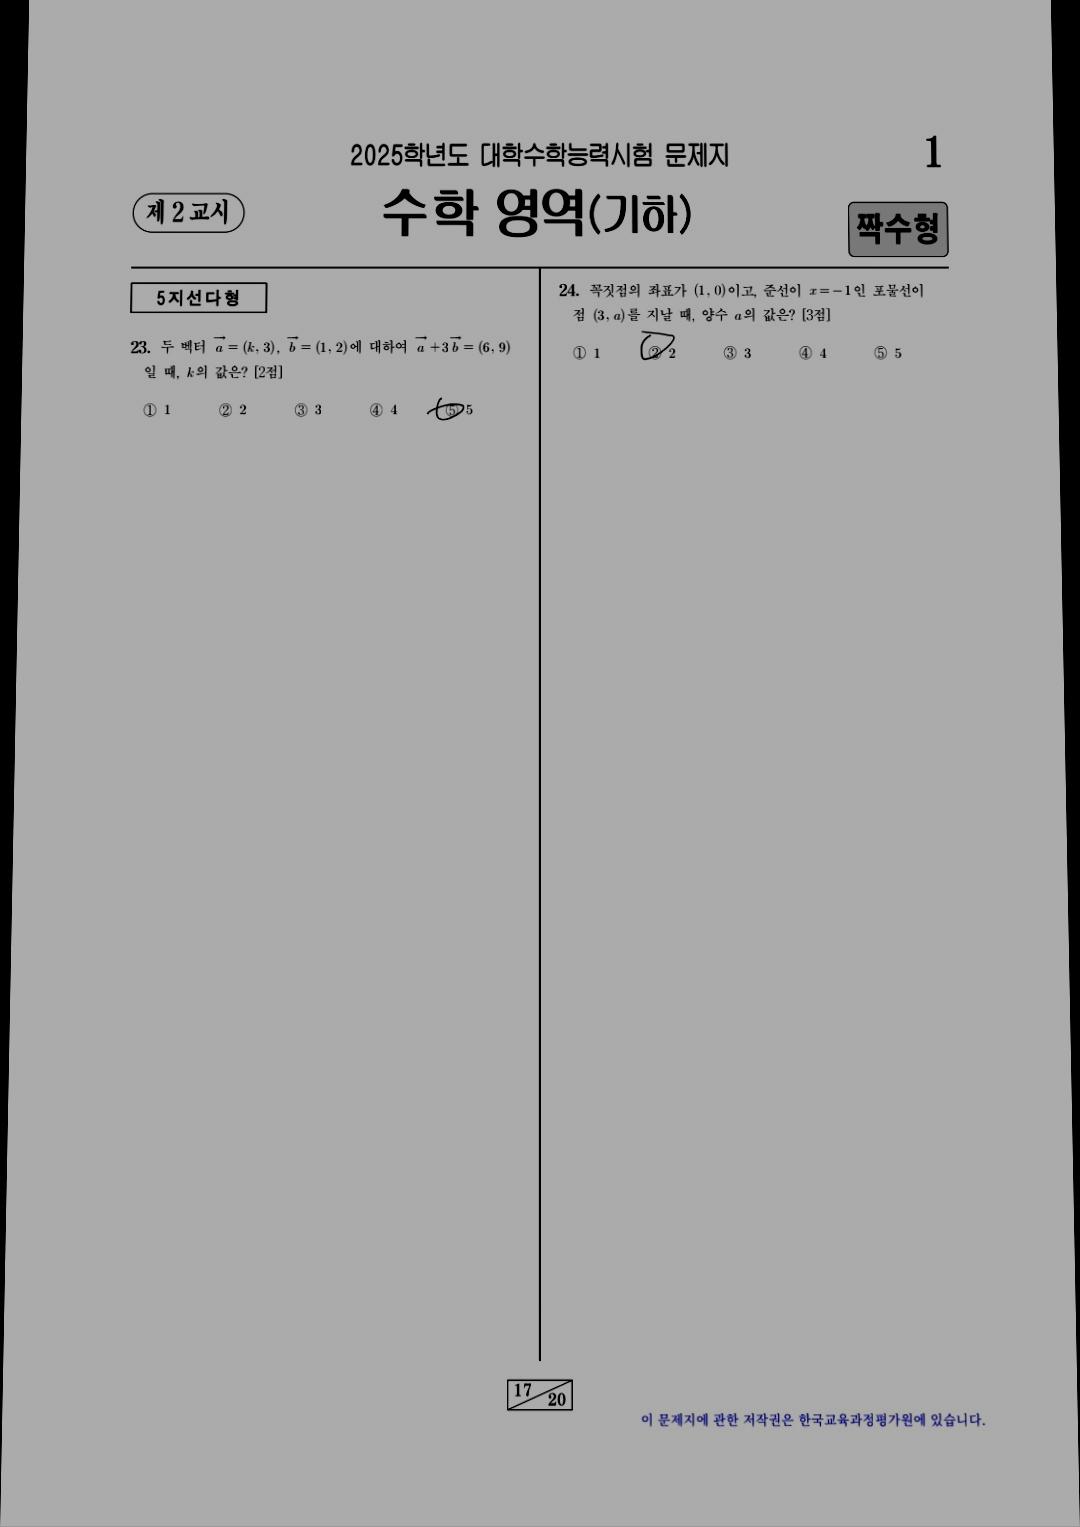 2025학년도 대학수학능력시험 문제지
1
제 2 교시
수학 영역(기하)
짝수형
5지선다형
23. 두 벡터 a⃗ = (k, 3), b⃗ = (1, 2)에 대하여 a⃗ + 3b⃗ = (6, 9)
일 때, k의 값은? [2점]
① 1 ② 2 ③ 3 ④ 4 ⑤ 5
24. 꼭짓점의 좌표가 (1, 0)이고, 준선이 x = −1인 포물선이
점 (3, a)를 지날 때, 양수 a의 값은? [3점]
① 1 ② 2 ③ 3 ④ 4 ⑤ 5
17
20
이 문제지에 관한 저작권은 한국교육과정평가원에 있습니다.